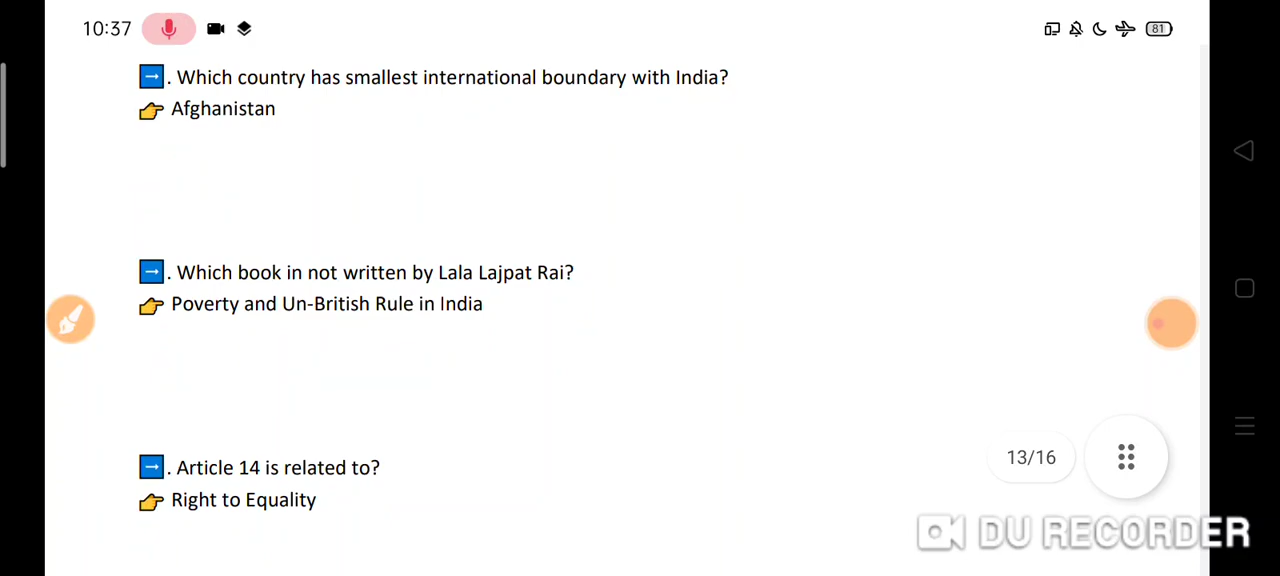 10:37 81
➡. Which country has smallest international boundary with India?
👉 Afghanistan
➡. Which book in not written by Lala Lajpat Rai?
👉 Poverty and Un-British Rule in India
➡. Article 14 is related to?
13/16
👉 Right to Equality
DU RECORDER